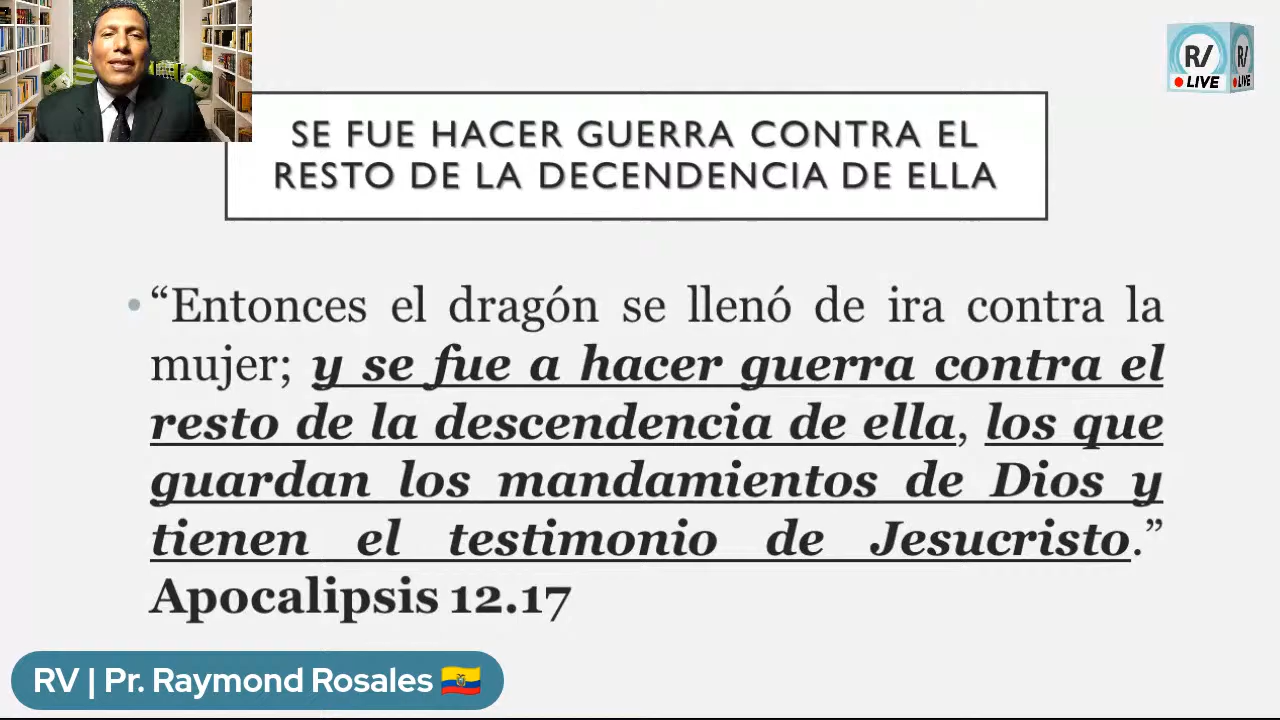 R/
LIVE
R/
LIVE
SE FUE HACER GUERRA CONTRA EL
RESTO DE LA DECENDENCIA DE ELLA
• “Entonces el dragón se llenó de ira contra la
mujer; y se fue a hacer guerra contra el
resto de la descendencia de ella, los que
guardan los mandamientos de Dios y
tienen el testimonio de Jesucristo.”
Apocalipsis 12.17
RV | Pr. Raymond Rosales 🇪🇨